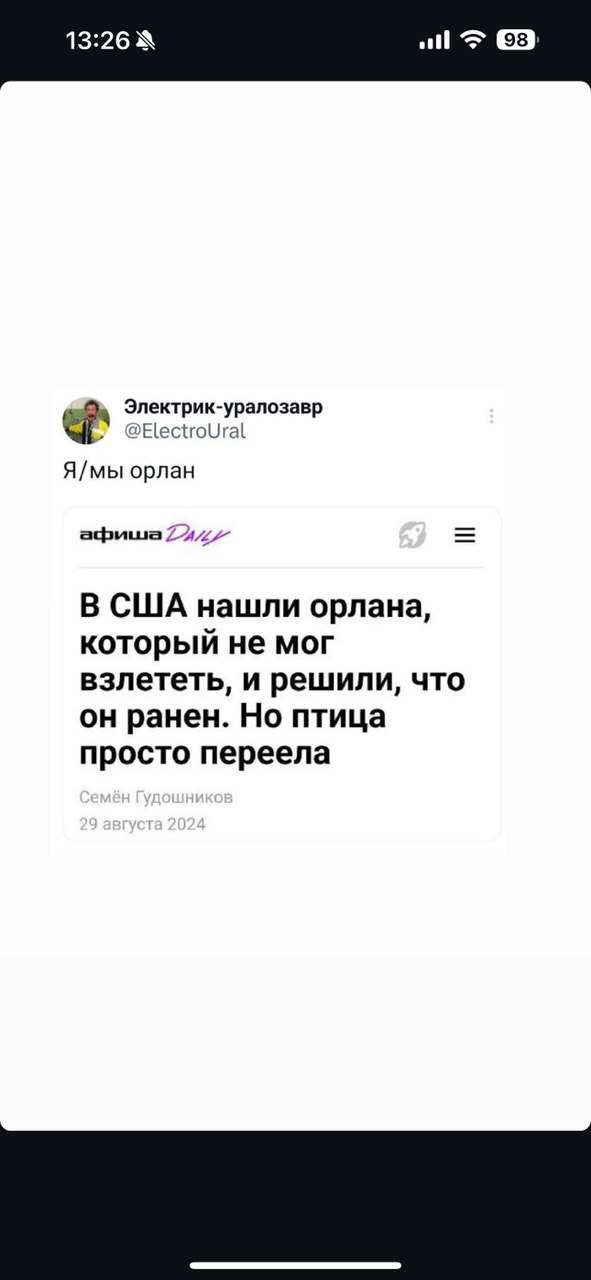 13:26
98
Электрик-уралозавр
@ElectroUral
Я/мы орлан
афиша DAILY
В США нашли орлана,
который не мог
взлететь, и решили, что
он ранен. Но птица
просто переела
Семён Гудошников
29 августа 2024